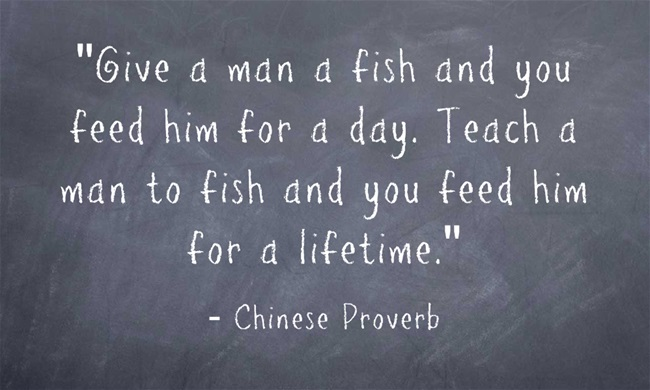 "Give a man a fish and you
feed him for a day. Teach a
man to fish and you feed him
for a lifetime."
- Chinese Proverb